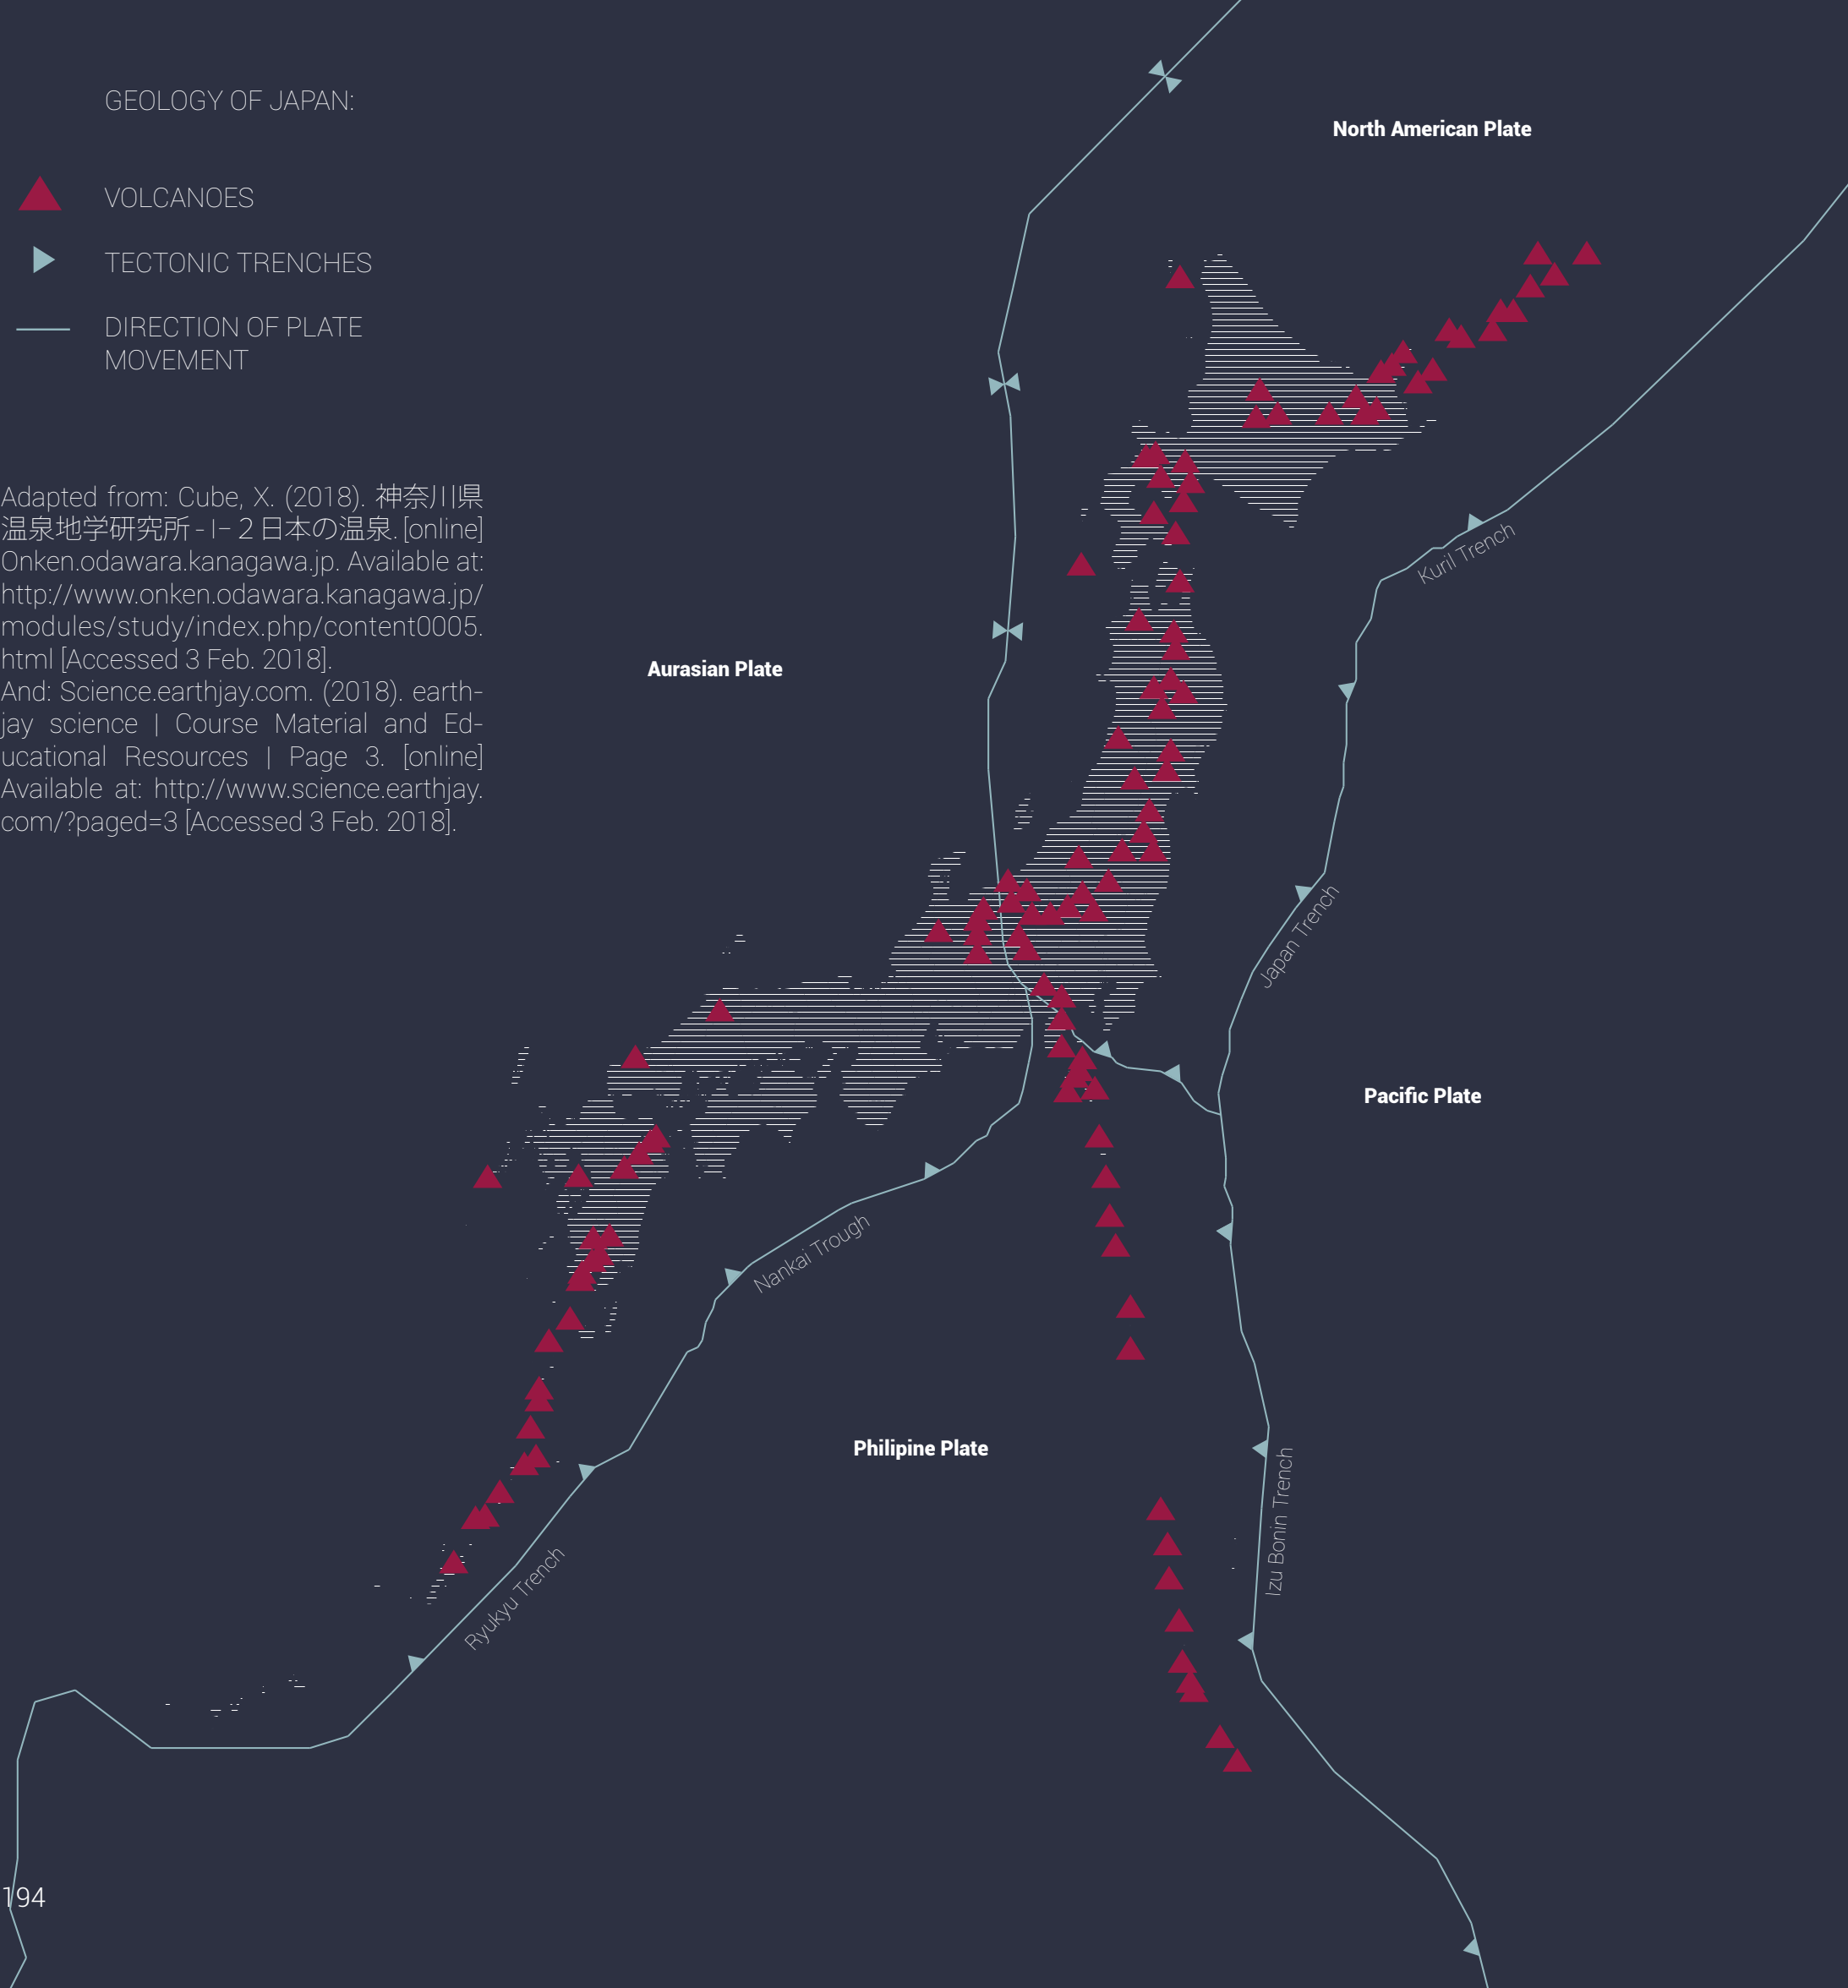 GEOLOGY OF JAPAN:
VOLCANOES
TECTONIC TRENCHES
DIRECTION OF PLATE
MOVEMENT
Adapted from: Cube, X. (2018). 神奈川県
温泉地学研究所 - I− 2 日本の温泉. [online]
Onken.odawara.kanagawa.jp. Available at:
http://www.onken.odawara.kanagawa.jp/
modules/study/index.php/content0005.
html [Accessed 3 Feb. 2018].
And: Science.earthjay.com. (2018). earth-
jay science | Course Material and Ed-
ucational Resources | Page 3. [online]
Available at: http://www.science.earthjay.
com/?paged=3 [Accessed 3 Feb. 2018].
North American Plate
Kuril Trench
Aurasian Plate
Japan Trench
Pacific Plate
Nankai Trough
Philipine Plate
Izu Bonin Trench
Ryukyu Trench
194